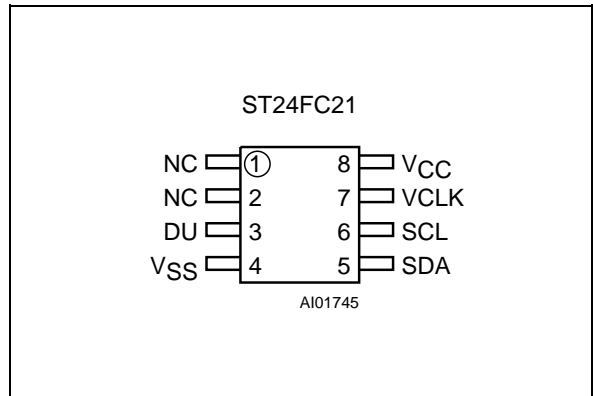 ST24FC21
NC 1 8 VCC
NC 2 7 VCLK
DU 3 6 SCL
VSS 4 5 SDA
AI01745